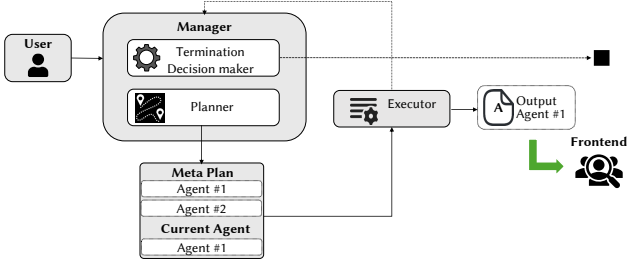 User
Manager
Termination
Decision maker
Planner
Meta Plan
Agent #1
Agent #2
Current Agent
Agent #1
Executor
A
Output
Agent #1
Frontend